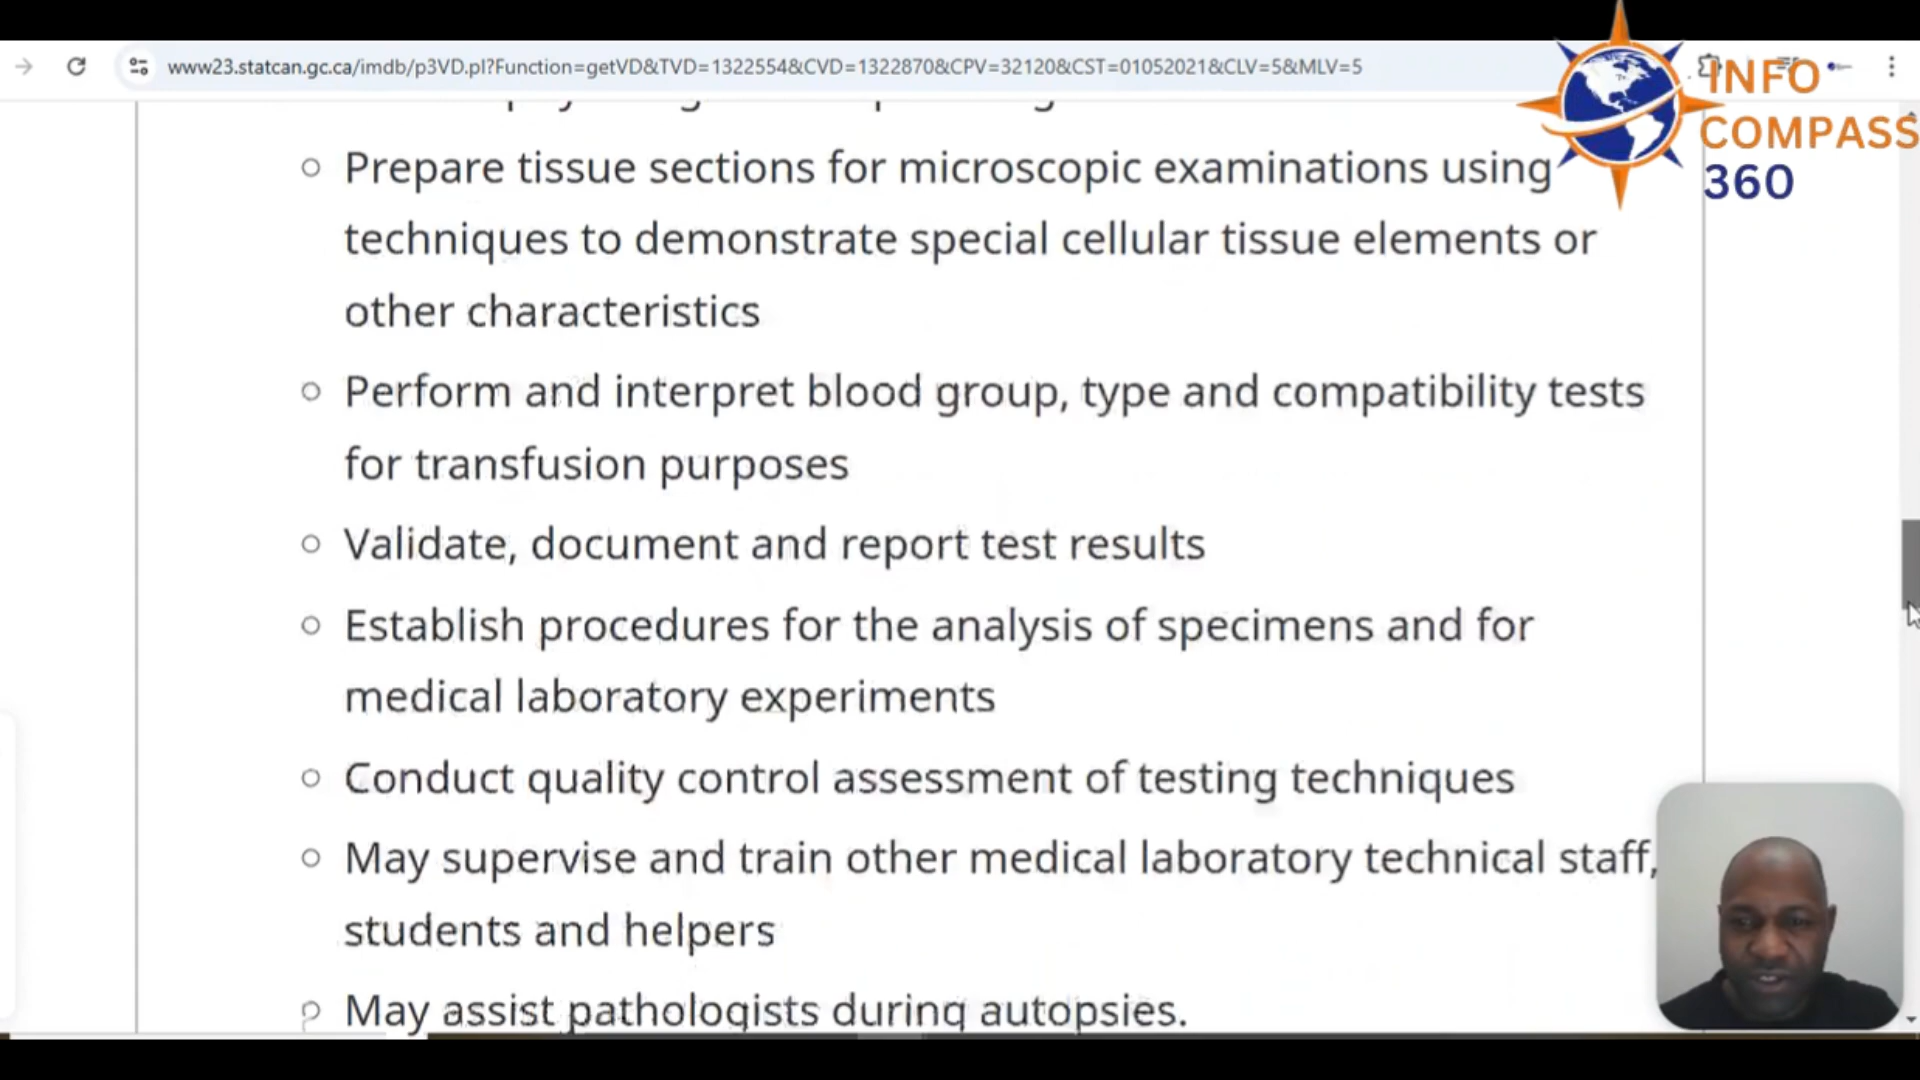 www23.statcan.gc.ca/imdb/p3VD.pl?Function=getVD&TVD=1322554&CVD=1322870&CPV=32120&CST=01052021&CLV=5&MLV=5
INFO
COMPASS
360
Prepare tissue sections for microscopic examinations using
techniques to demonstrate special cellular tissue elements or
other characteristics
Perform and interpret blood group, type and compatibility tests
for transfusion purposes
Validate, document and report test results
Establish procedures for the analysis of specimens and for
medical laboratory experiments
Conduct quality control assessment of testing techniques
May supervise and train other medical laboratory technical staff,
students and helpers
May assist pathologists during autopsies.